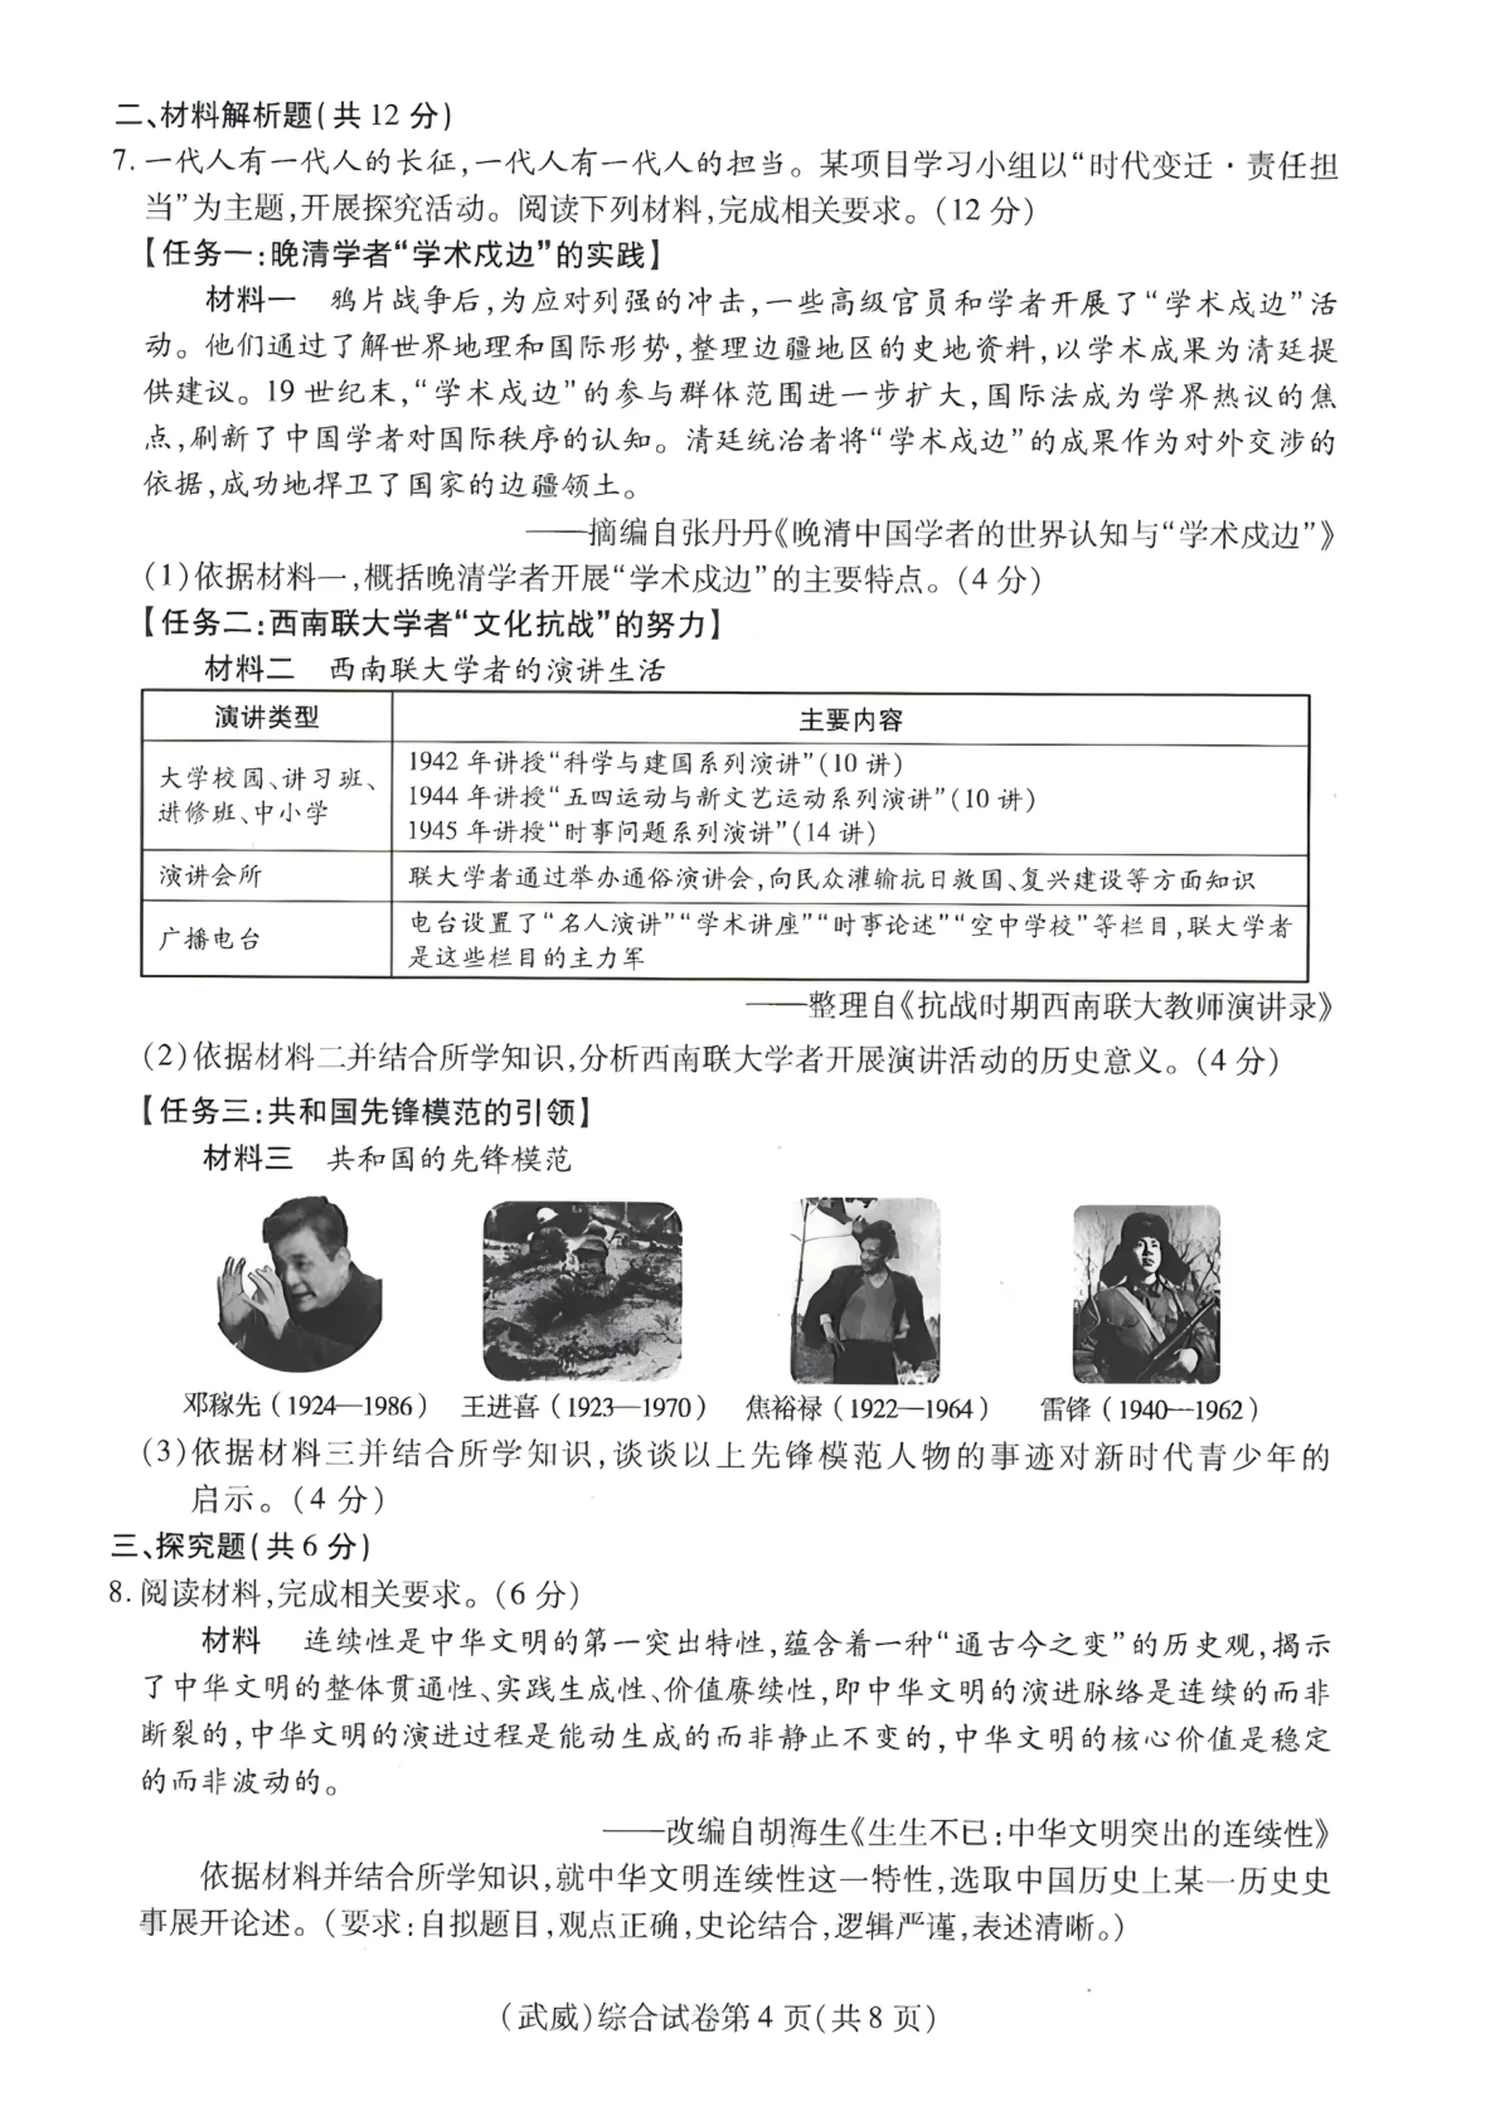 二、材料解析题(共12分)
7.一代人有一代人的长征,一代人有一代人的担当。某项目学习小组以“时代变迁·责任担
当”为主题,开展探究活动。阅读下列材料,完成相关要求。(12分)
【任务一:晚清学者“学术戍边”的实践】
材料一 鸦片战争后,为应对列强的冲击,一些高级官员和学者开展了“学术戍边”活
动。他们通过了解世界地理和国际形势,整理边疆地区的史地资料,以学术成果为清廷提
供建议。19世纪末,“学术戍边”的参与群体范围进一步扩大,国际法成为学界热议的焦
点,刷新了中国学者对国际秩序的认知。清廷统治者将“学术戍边”的成果作为对外交涉的
依据,成功地捍卫了国家的边疆领土。
——摘编自张丹丹《晚清中国学者的世界认知与“学术戍边”》
(1)依据材料一,概括晚清学者开展“学术戍边”的主要特点。(4分)
【任务二:西南联大学者“文化抗战”的努力】
材料二 西南联大学者的演讲生活
演讲类型 主要内容
大学校园、讲习班、
进修班、中小学
1942年讲授“科学与建国系列演讲”(10讲)
1944年讲授“五四运动与新文艺运动系列演讲”(10讲)
1945年讲授“时事问题系列演讲”(14讲)
演讲会所 联大学者通过举办通俗演讲会,向民众灌输抗日救国、复兴建设等方面知识
广播电台
电台设置了“名人演讲”“学术讲座”“时事论述”“空中学校”等栏目,联大学者
是这些栏目的主力军
——整理自《抗战时期西南联大教师演讲录》
(2)依据材料二并结合所学知识,分析西南联大学者开展演讲活动的历史意义。(4分)
【任务三:共和国先锋模范的引领】
材料三 共和国的先锋模范
邓稼先(1924—1986) 王进喜(1923—1970) 焦裕禄(1922—1964) 雷锋(1940—1962)
(3)依据材料三并结合所学知识,谈谈以上先锋模范人物的事迹对新时代青少年的
启示。(4分)
三、探究题(共6分)
8.阅读材料,完成相关要求。(6分)
材料 连续性是中华文明的第一突出特性,蕴含着一种“通古今之变”的历史观,揭示
了中华文明的整体贯通性、实践生成性、价值赓续性,即中华文明的演进脉络是连续的而非
断裂的,中华文明的演进过程是能动生成的而非静止不变的,中华文明的核心价值是稳定
的而非波动的。
——改编自胡海生《生生不已:中华文明突出的连续性》
依据材料并结合所学知识,就中华文明连续性这一特性,选取中国历史上某一历史史
事展开论述。(要求:自拟题目,观点正确,史论结合,逻辑严谨,表述清晰。)
(武威)综合试卷第4页(共8页)